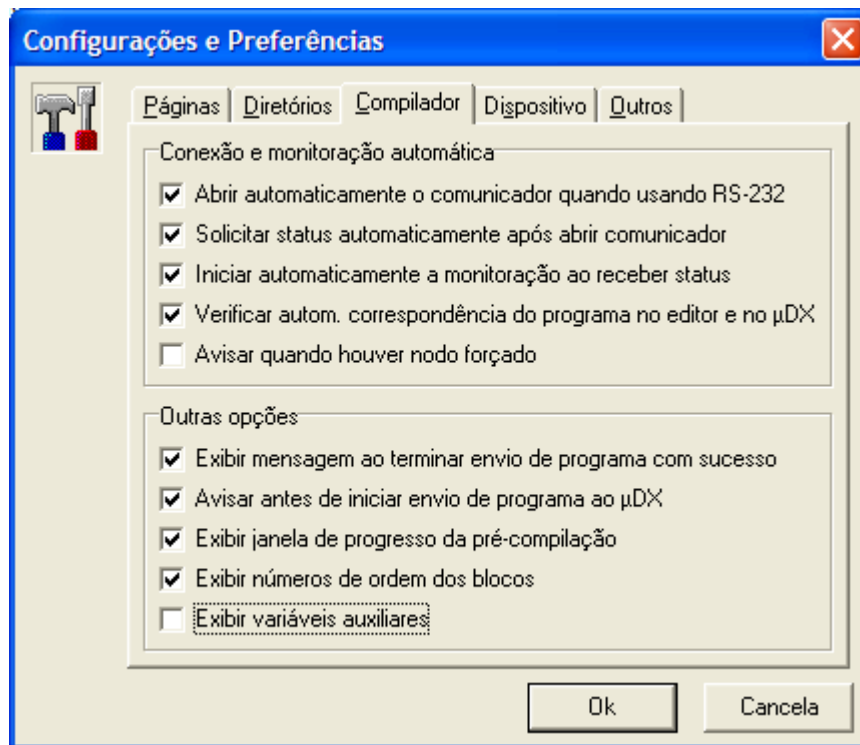 Configurações e Preferências
Páginas Diretórios Compilador Dispositivo Outros
Conexão e monitoração automática
Abrir automaticamente o comunicador quando usando RS-232
Solicitar status automaticamente após abrir comunicador
Iniciar automaticamente a monitoração ao receber status
Verificar autom. correspondência do programa no editor e no µDX
Avisar quando houver nodo forçado
Outras opções
Exibir mensagem ao terminar envio de programa com sucesso
Avisar antes de iniciar envio de programa ao µDX
Exibir janela de progresso da pré-compilação
Exibir números de ordem dos blocos
Exibir variáveis auxiliares
Ok Cancela